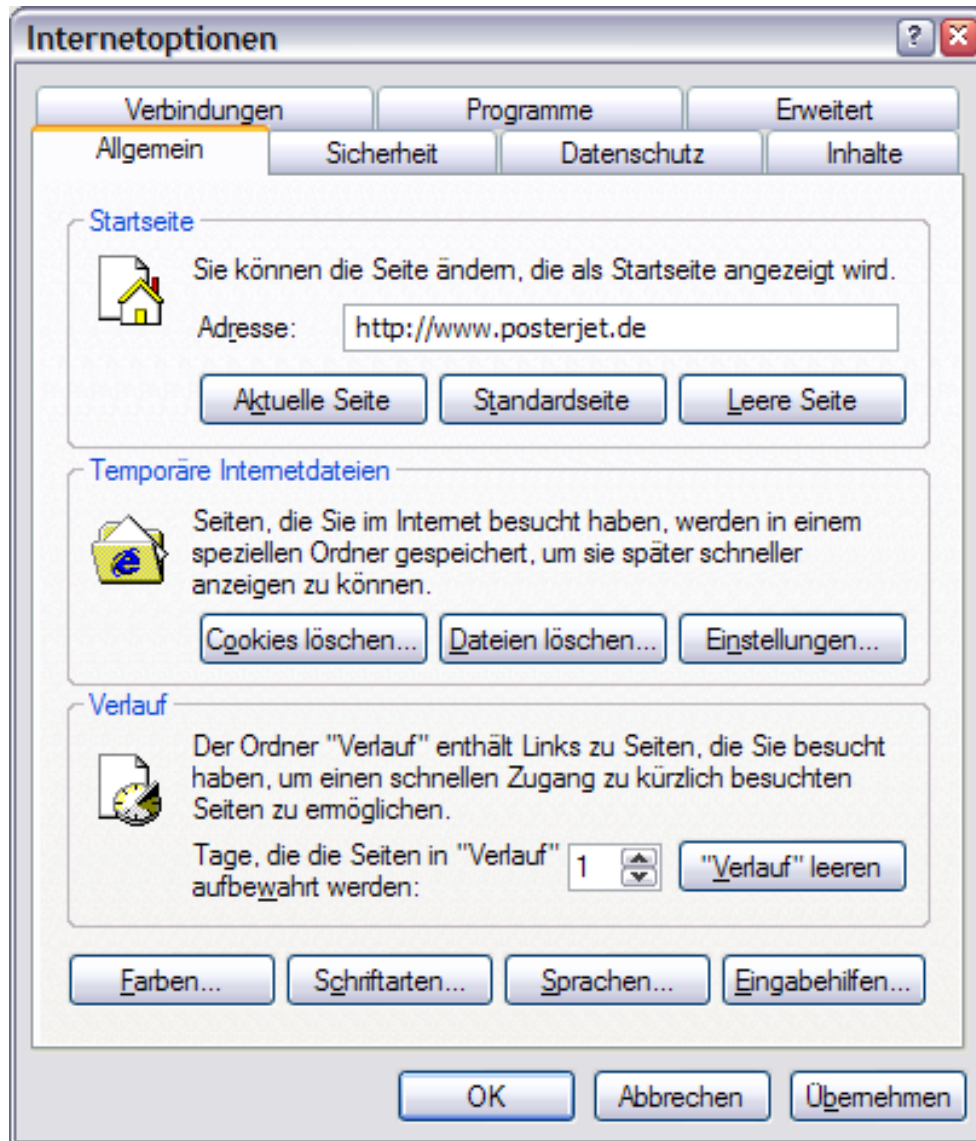 Internetoptionen
Verbindungen Programme Erweitert
Allgemein Sicherheit Datenschutz Inhalte
Startseite
Sie können die Seite ändern, die als Startseite angezeigt wird.
Adresse: http://www.posterjet.de
Aktuelle Seite Standardseite Leere Seite
Temporäre Internetdateien
Seiten, die Sie im Internet besucht haben, werden in einem
speziellen Ordner gespeichert, um sie später schneller
anzeigen zu können.
Cookies löschen... Dateien löschen... Einstellungen...
Verlauf
Der Ordner "Verlauf" enthält Links zu Seiten, die Sie besucht
haben, um einen schnellen Zugang zu kürzlich besuchten
Seiten zu ermöglichen.
Tage, die die Seiten in "Verlauf"
aufbewahrt werden: 1 "Verlauf" leeren
Farben... Schriftarten... Sprachen... Eingabehilfen...
OK Abbrechen Übernehmen